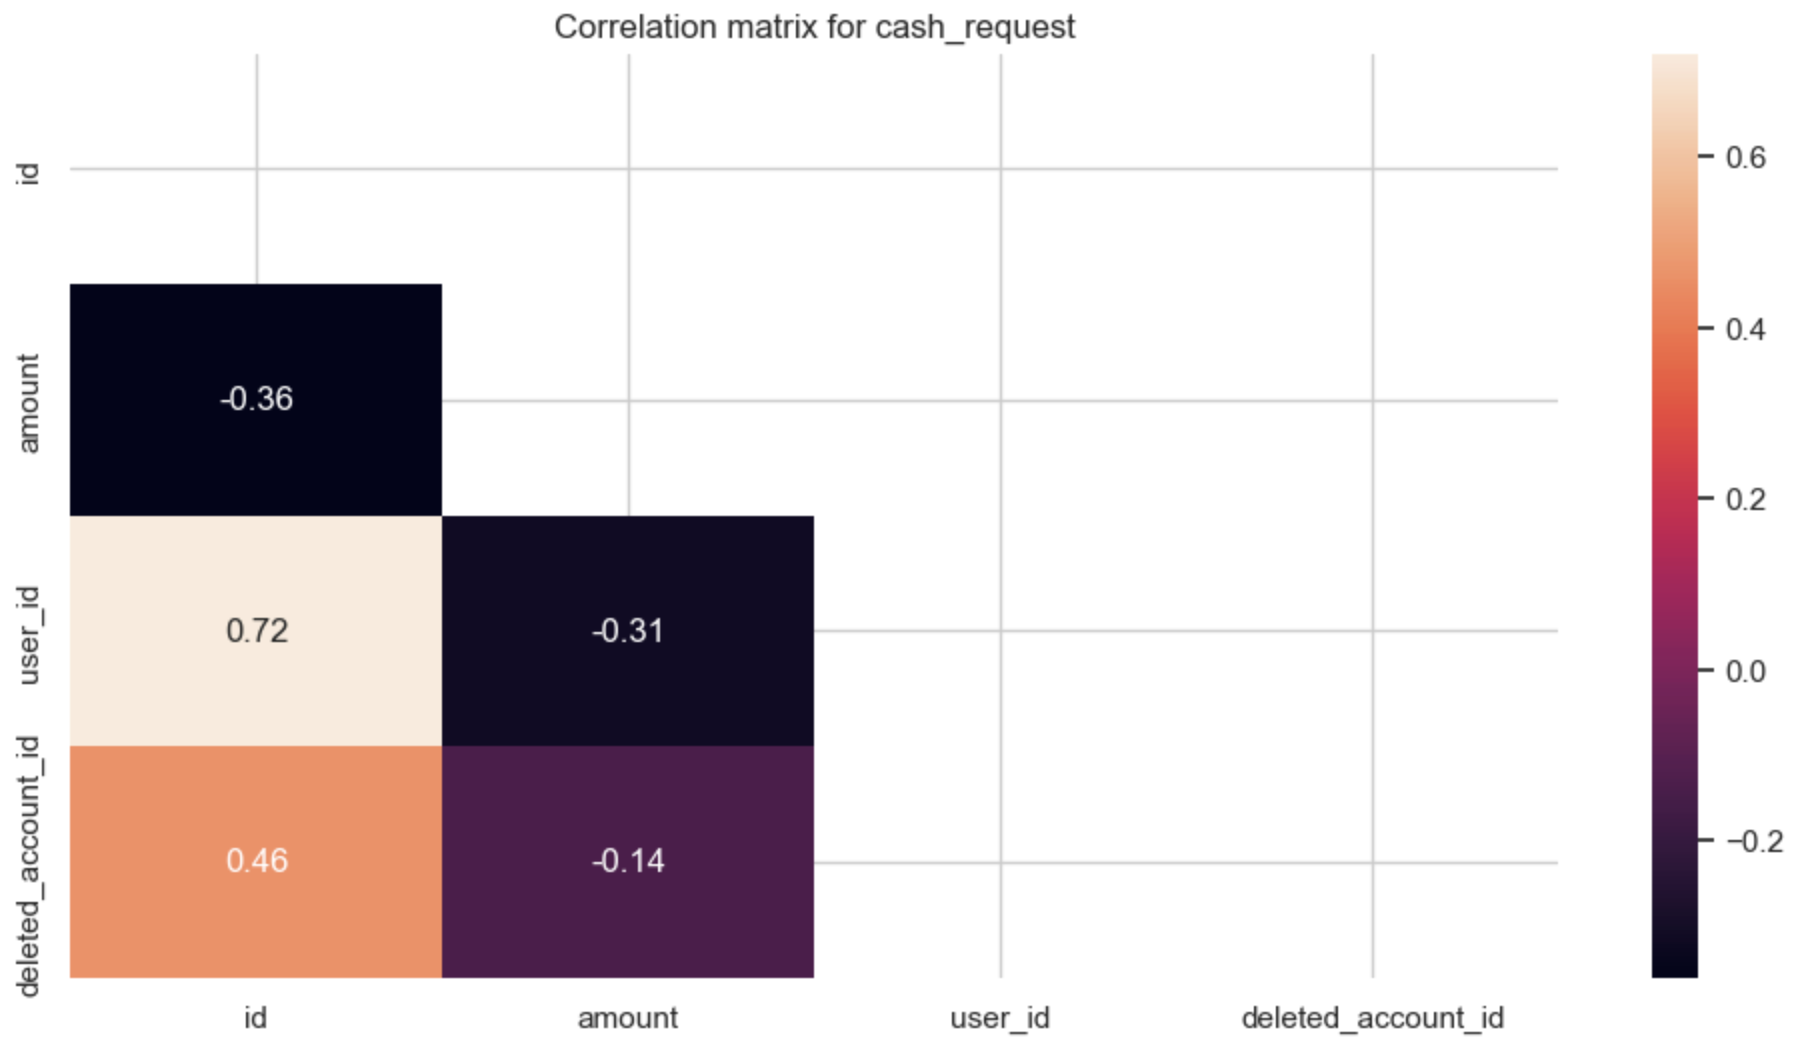 Correlation matrix for cash_request
id
amount
user_id
deleted_account_id
-0.36
0.72
-0.31
0.46
-0.14
id
amount
user_id
deleted_account_id
0.6
0.4
0.2
0.0
−0.2